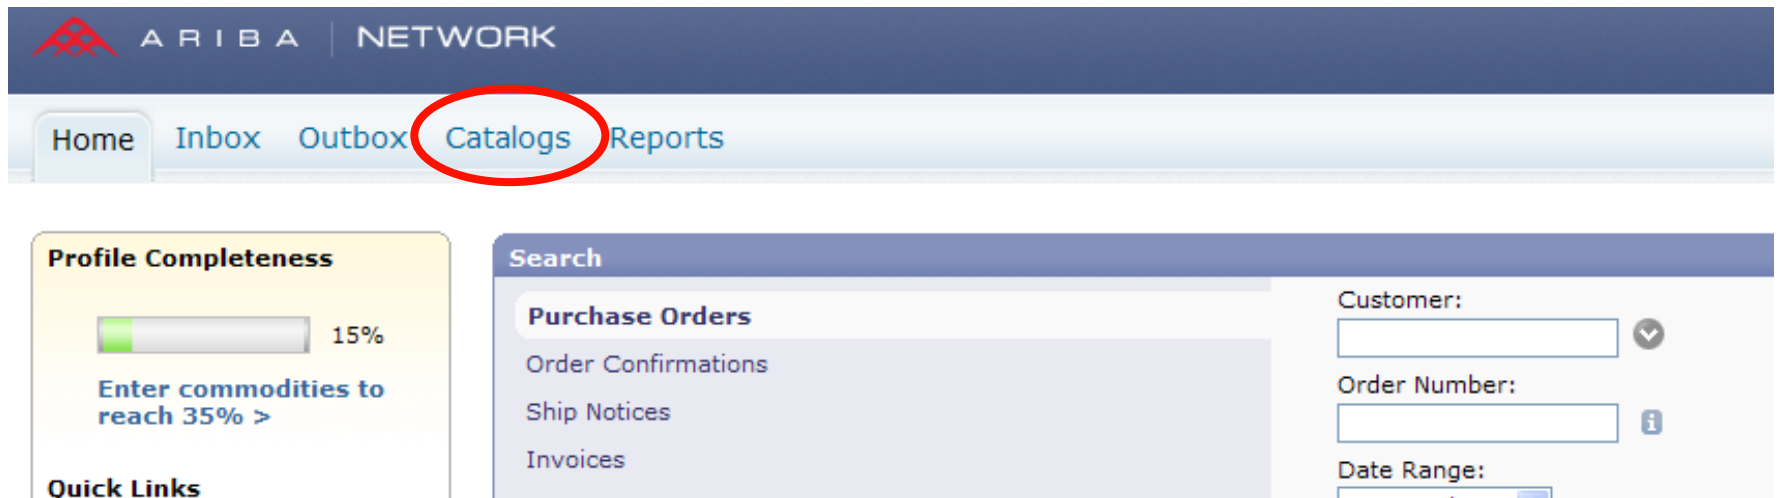 ARIBA | NETWORK
Home Inbox Outbox Catalogs Reports
Profile Completeness
15%
Enter commodities to
reach 35% >
Quick Links
Search
Purchase Orders
Order Confirmations
Ship Notices
Invoices
Customer:
Order Number:
Date Range: